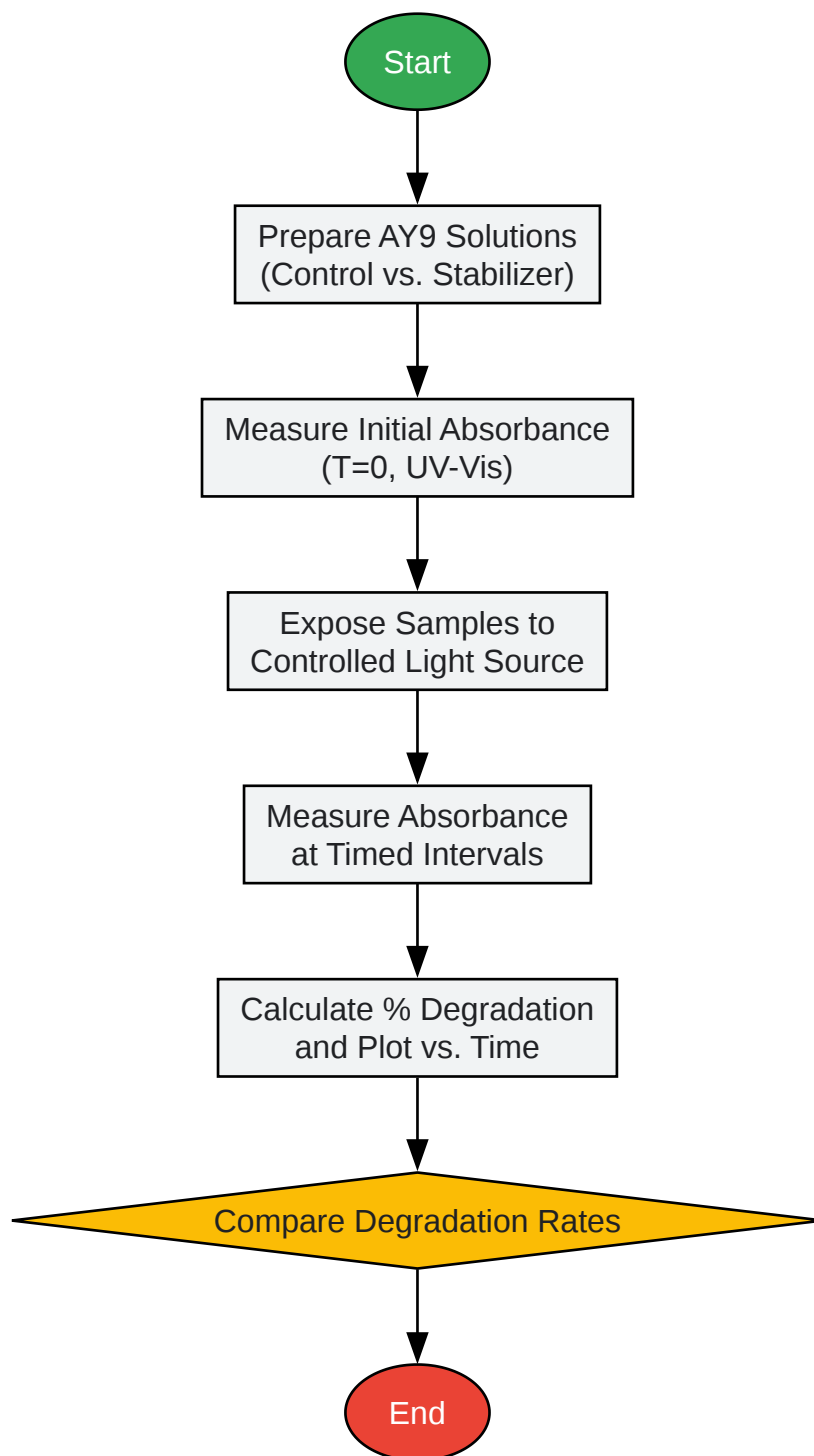 Start
Prepare AY9 Solutions
(Control vs. Stabilizer)
Measure Initial Absorbance
(T=0, UV-Vis)
Expose Samples to
Controlled Light Source
Measure Absorbance
at Timed Intervals
Calculate % Degradation
and Plot vs. Time
Compare Degradation Rates
End